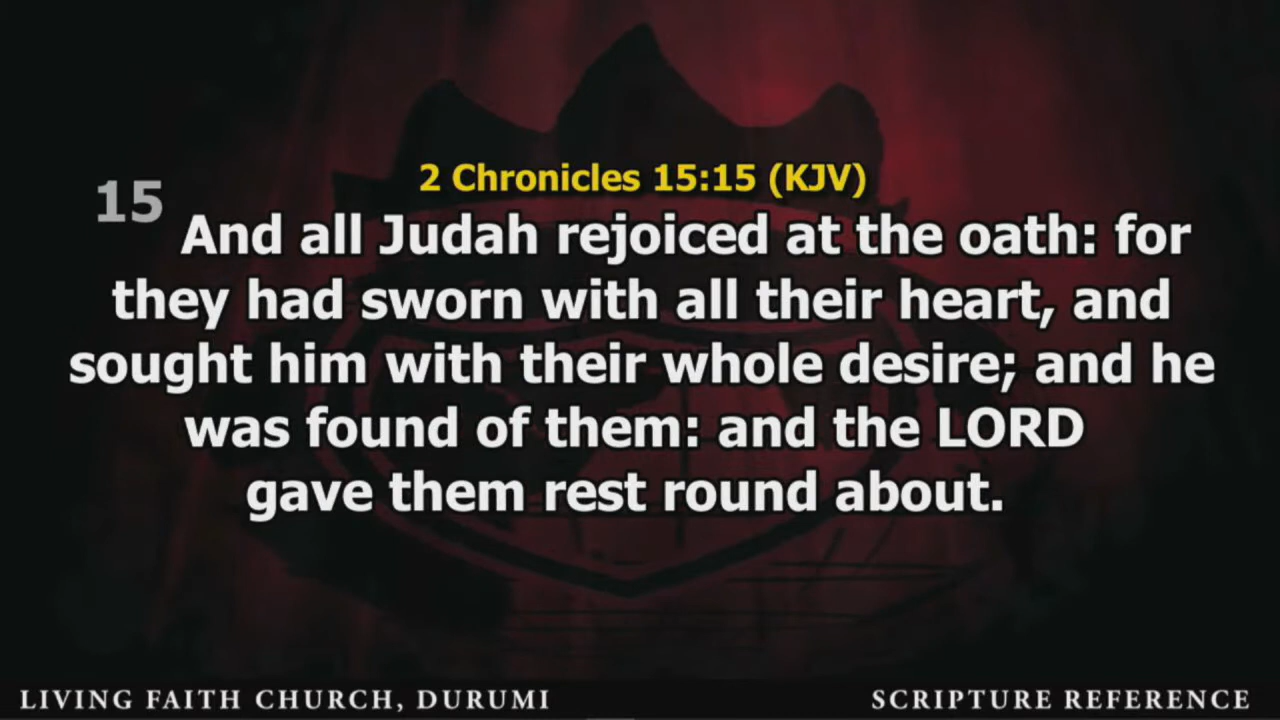 2 Chronicles 15:15 (KJV)
15 And all Judah rejoiced at the oath: for
they had sworn with all their heart, and
sought him with their whole desire; and he
was found of them: and the LORD
gave them rest round about.
LIVING FAITH CHURCH, DURUMI
SCRIPTURE REFERENCE